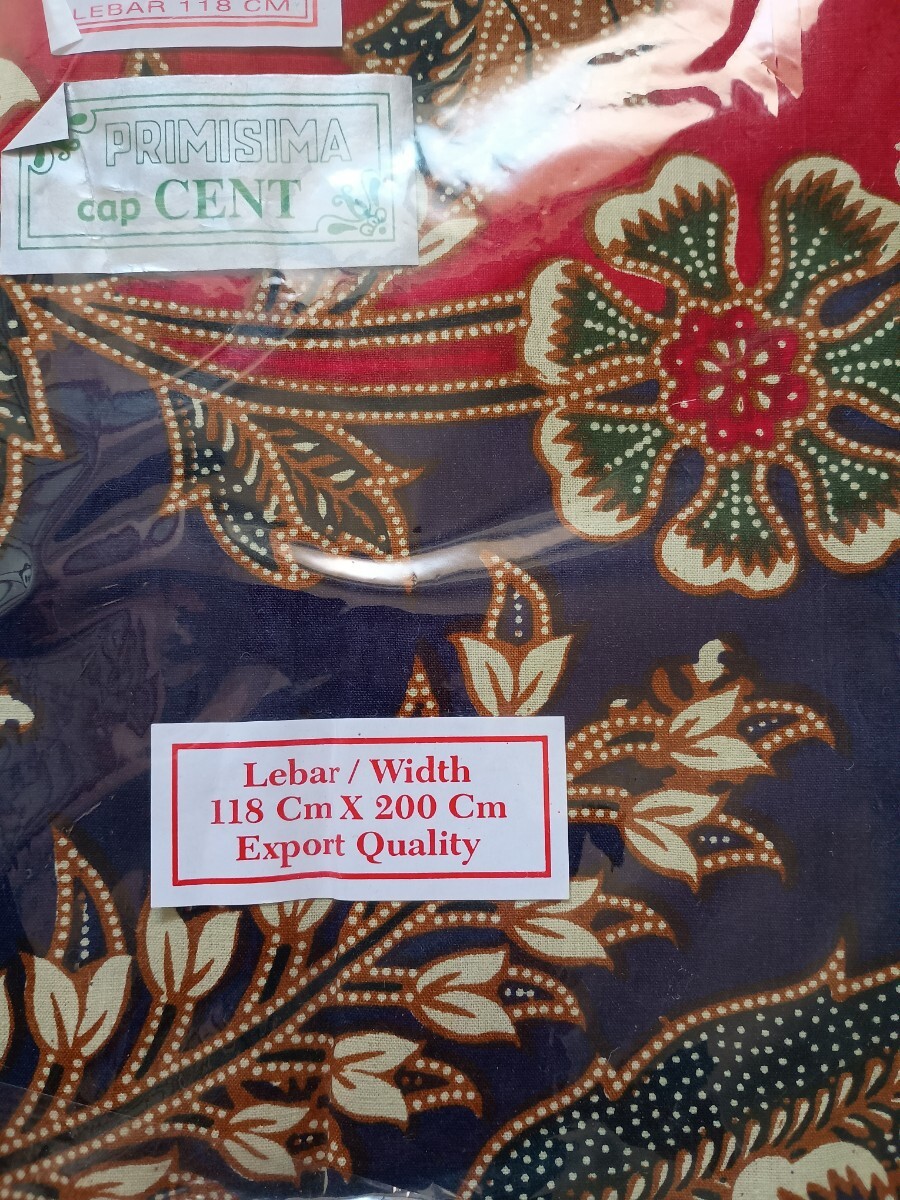 LEBAR 118 CM
PRIMISIMA
cap CENT
Lebar / Width
118 Cm X 200 Cm
Export Quality